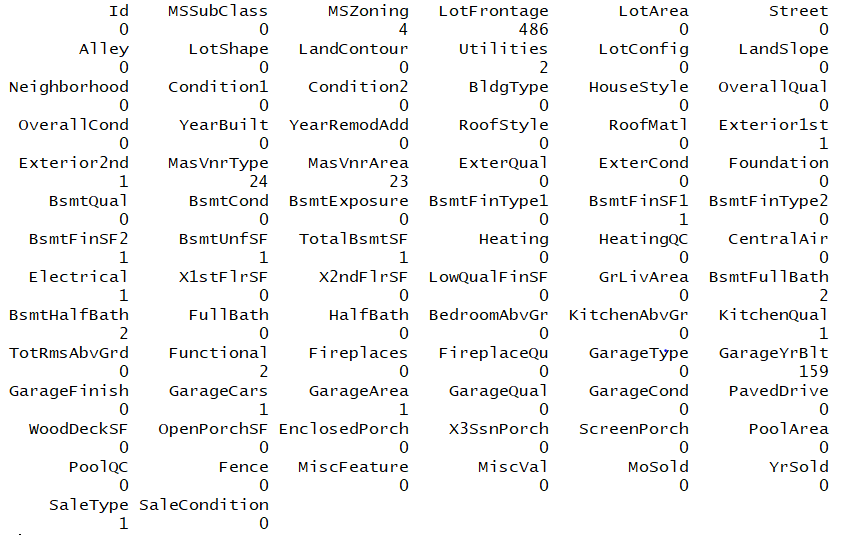 Id MSSubClass MSZoning LotFrontage LotArea Street
0 0 4 486 0 0
Alley LotShape LandContour Utilities LotConfig LandSlope
0 0 0 2 0 0
Neighborhood Condition1 Condition2 BldgType HouseStyle OverallQual
0 0 0 0 0 0
OverallCond YearBuilt YearRemodAdd RoofStyle RoofMatl Exterior1st
0 0 0 0 0 1
Exterior2nd MasVnrType MasVnrArea ExterQual ExterCond Foundation
1 24 23 0 0 0
BsmtQual BsmtCond BsmtExposure BsmtFinType1 BsmtFinSF1 BsmtFinType2
0 0 0 0 1 0
BsmtFinSF2 BsmtUnfSF TotalBsmtSF Heating HeatingQC CentralAir
1 1 1 0 0 0
Electrical X1stFlrSF X2ndFlrSF LowQualFinSF GrLivArea BsmtFullBath
1 0 0 0 0 2
BsmtHalfBath FullBath HalfBath BedroomAbvGr KitchenAbvGr KitchenQual
2 0 0 0 0 1
TotRmsAbvGrd Functional Fireplaces FireplaceQu GarageType GarageYrBlt
0 2 0 0 0 159
GarageFinish GarageCars GarageArea GarageQual GarageCond PavedDrive
0 1 1 0 0 0
WoodDeckSF OpenPorchSF EnclosedPorch X3SsnPorch ScreenPorch PoolArea
0 0 0 0 0 0
PoolQC Fence MiscFeature MiscVal MoSold YrSold
0 0 0 0 0 0
SaleType SaleCondition
1 0